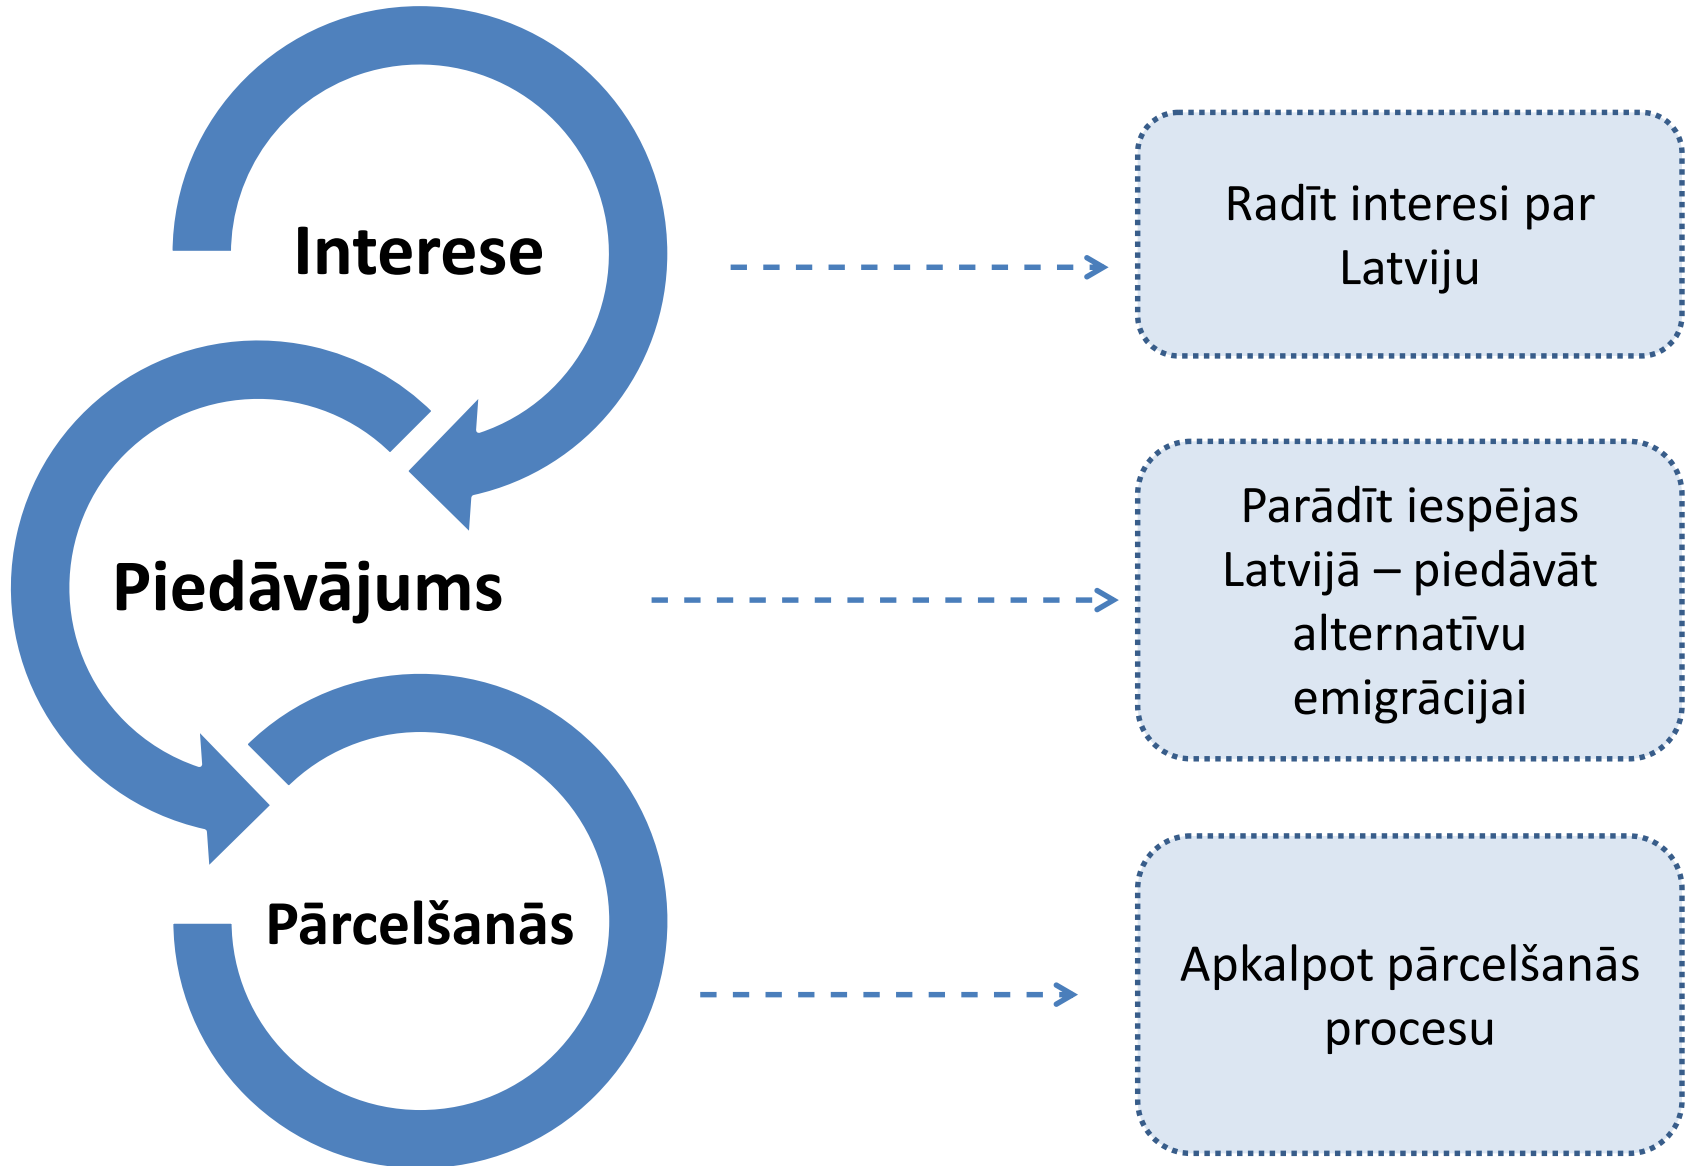 Interese
Radīt interesi par
Latviju
Piedāvājums
Parādīt iespējas
Latvijā – piedāvāt
alternatīvu
emigrācijai
Pārcelšanās
Apkalpot pārcelšanās
procesu